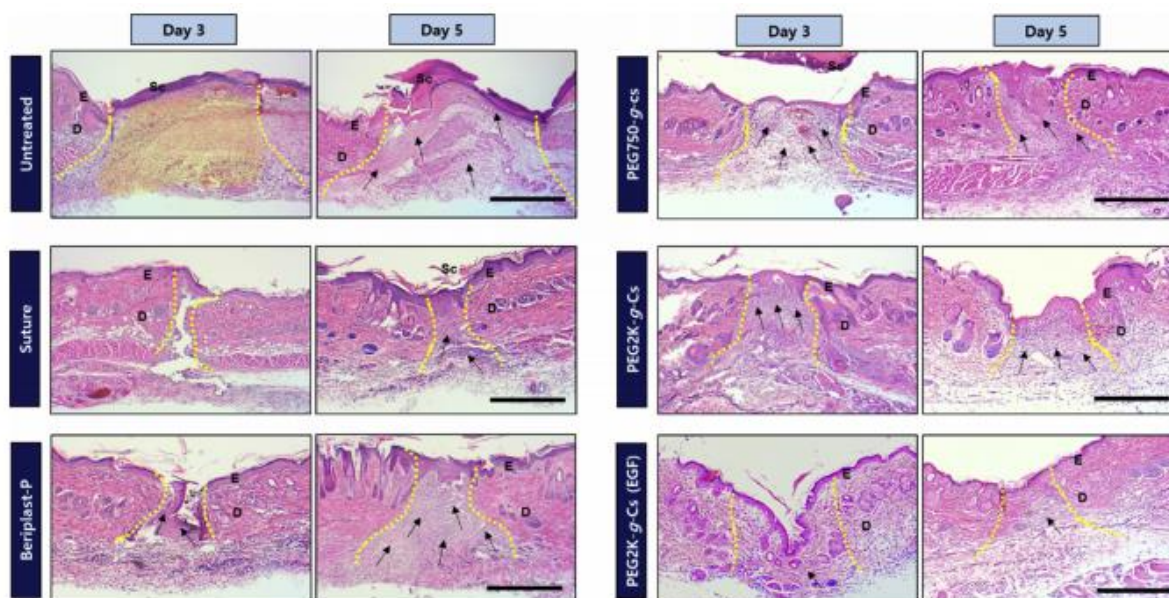 Day 3
Day 5
Day 3
Day 5
Untreated
E
D
Sc
E
D
Sc
PEG750-g-cs
Sc
E
D
E
D
Suture
E
D
Sc
E
D
PEG2K-g-Cs
E
D
E
D
Beriplast-P
E
D
E
D
PEG2K-g-Cs (EGF)
E
D
E
D